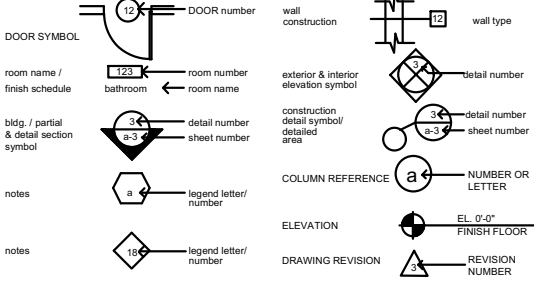 12
DOOR number
DOOR SYMBOL
room name /
finish schedule
123
room number
bathroom
room name
bldg. / partial
& detail section
symbol
3
detail number
a-3
sheet number
notes
a
legend letter/
number
notes
18
legend letter/
number
wall
construction
12
wall type
exterior & interior
elevation symbol
3
detail number
construction
detail symbol/
detailed
area
3
detail number
a-3
sheet number
COLUMN REFERENCE
a
NUMBER OR
LETTER
ELEVATION
EL. 0'-0"
FINISH FLOOR
DRAWING REVISION
3
REVISION
NUMBER